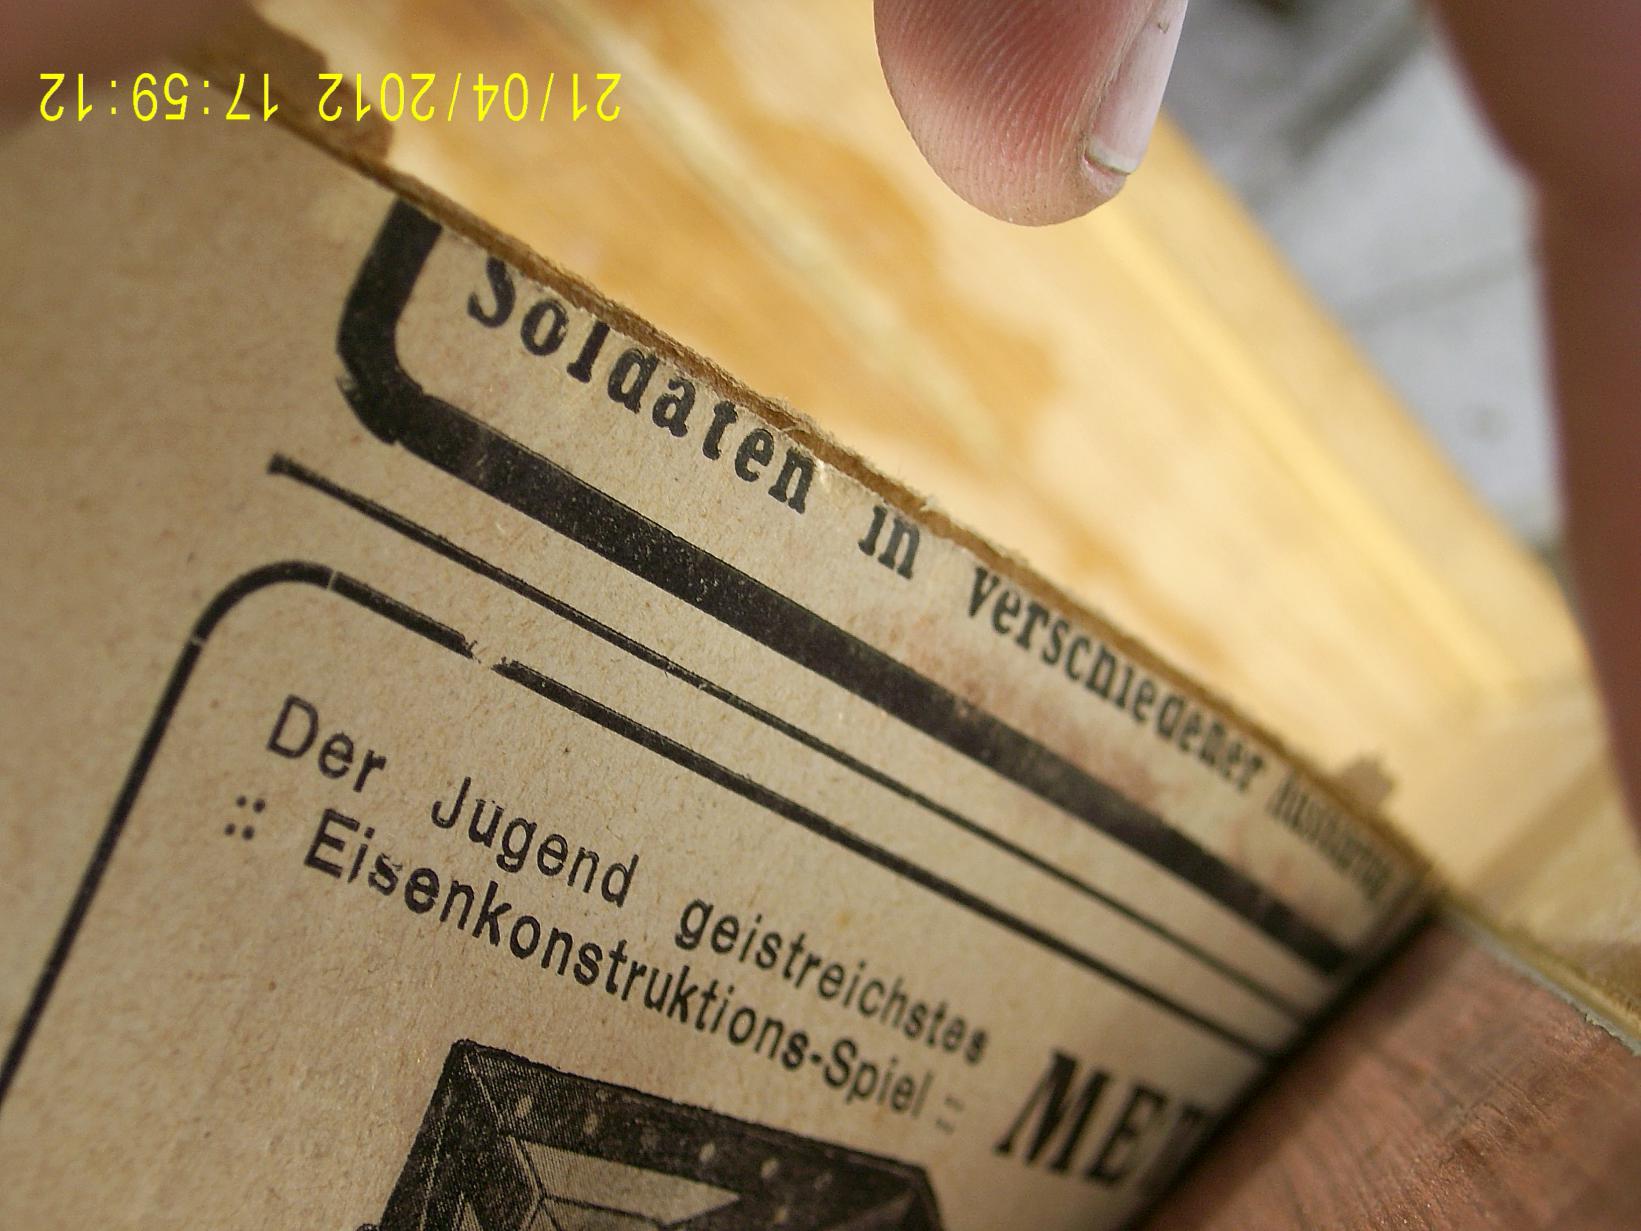 21/04/2012 17:59:12
Soldaten in verschiedener
Der Jugend geistreichstes
:: Eisenkonstruktions-Spiel ::